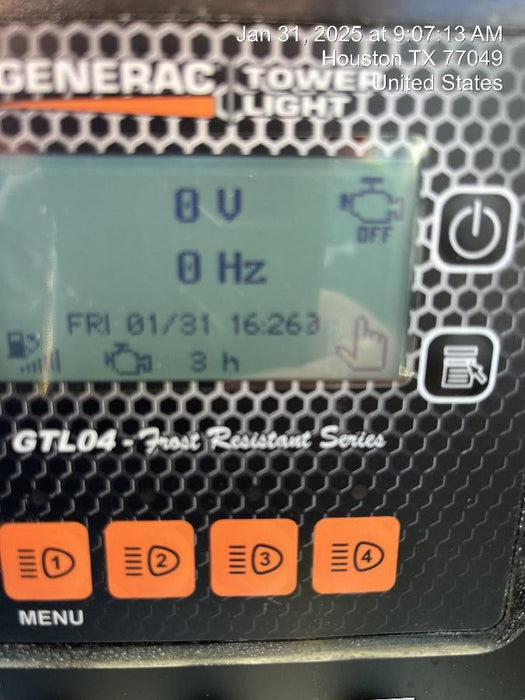 Jan 31, 2025 at 9:07:13 AM
Houston TX 77049
United States
GENERAC
TOWER
LIGHT
0 V
OFF
0 Hz
FRI 01/31 16:26
3 h
GTL04 - Frost Resistant Series
1 2 3 4
MENU